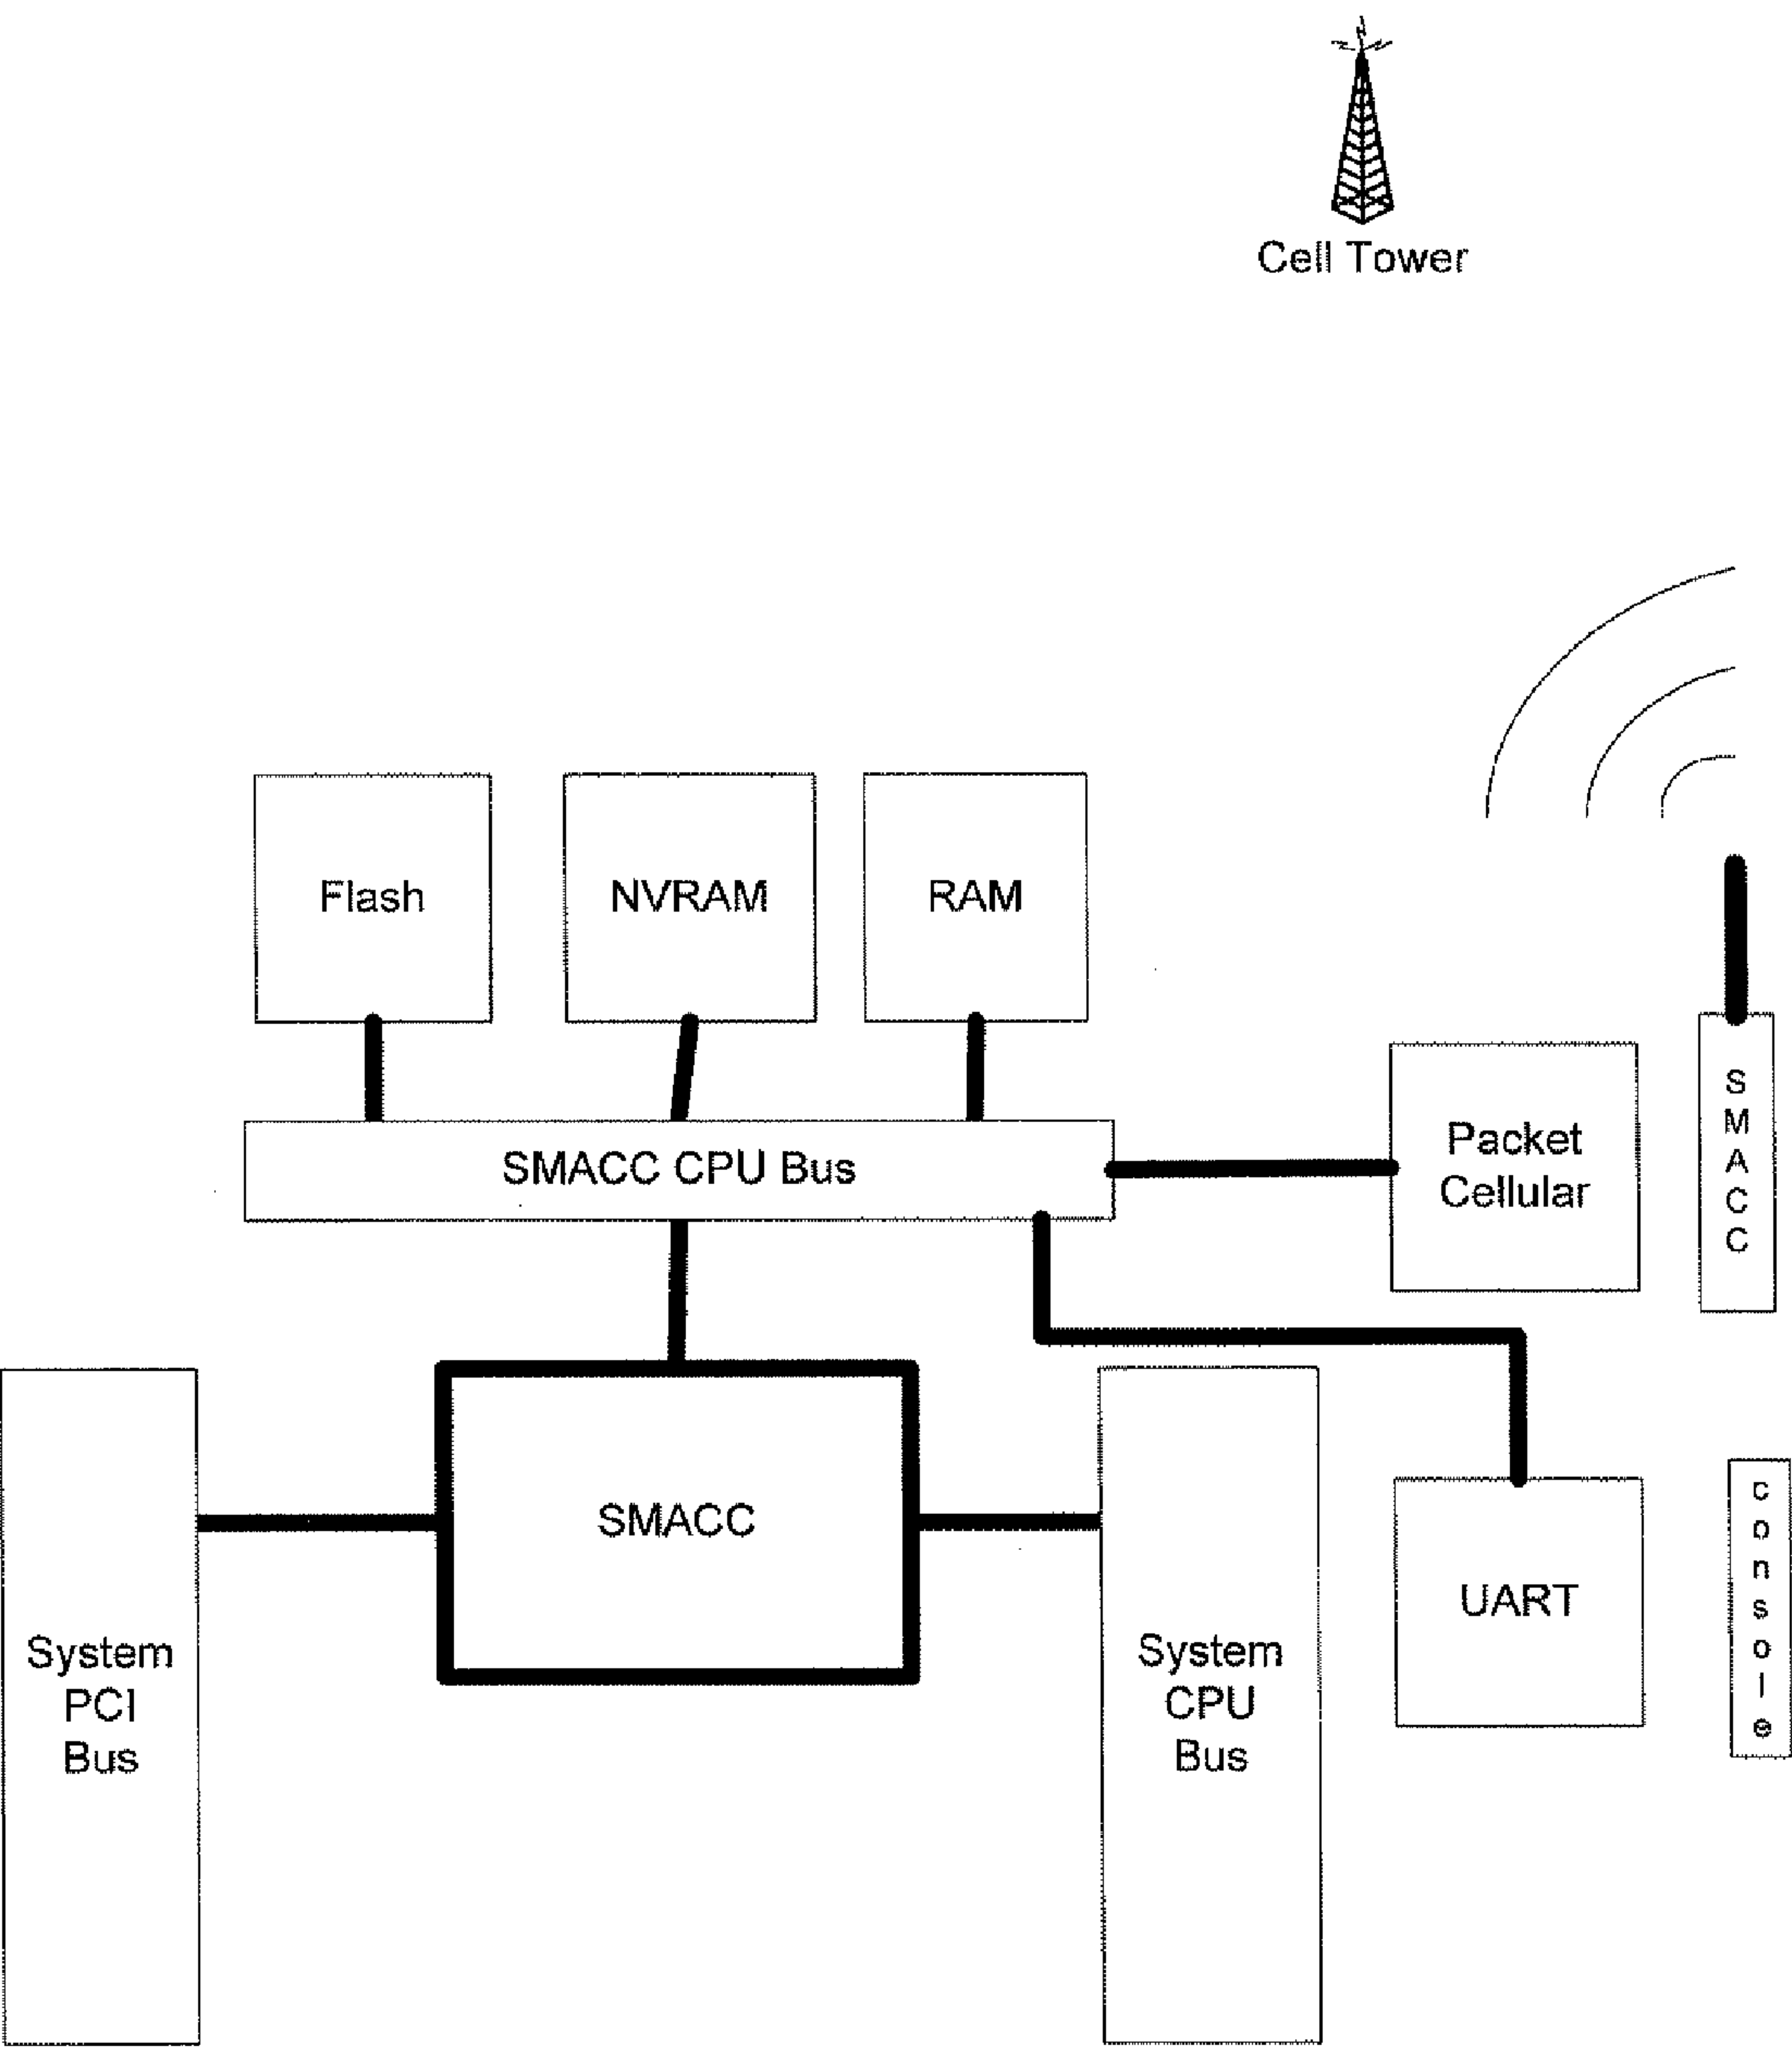 Cell Tower
Flash
NVRAM
RAM
SMACC CPU Bus
Packet
Cellular
S
M
A
C
C
SMACC
System
PCI
Bus
System
CPU
Bus
UART
c
o
n
s
o
l
e